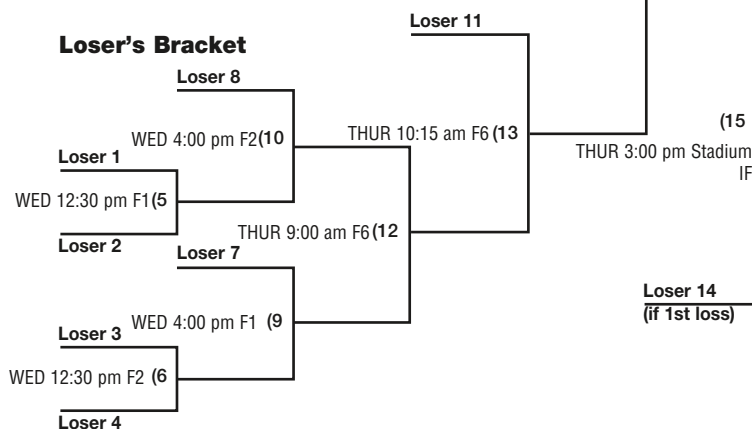 Loser 11
Loser's Bracket
Loser 8
(15
WED 4:00 pm F2(10
THUR 10:15 am F6 (13
THUR 3:00 pm Stadium
Loser 1
IF
WED 12:30 pm F1(5
THUR 9:00 am F6 (12
Loser 2
Loser 7
Loser 14
(if 1st loss)
WED 4:00 pm F1 (9
Loser 3
WED 12:30 pm F2 (6
Loser 4